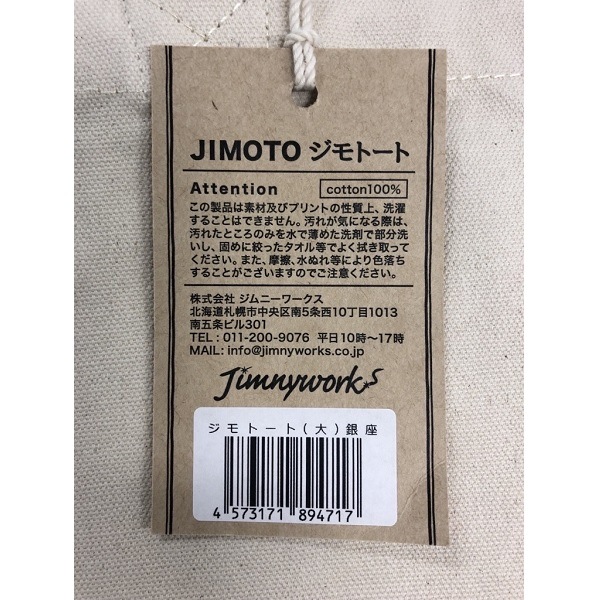 JIMOTO ジモトート
Attention cotton100%
この製品は素材及びプリントの性質上、洗濯
することはできません。汚れが気になる際は、
汚れたところのみを水で薄めた洗剤で部分洗
いし、固めに絞ったタオル等でよく拭き取って
ください。また、摩擦、水ぬれ等により色落ち
することがございますのでご注意ください。
株式会社 ジムニーワークス
北海道札幌市中央区南5条西10丁目1013
南五条ビル301
TEL : 011-200-9076 平日10時〜17時
MAIL: info@jimnyworks.co.jp
Jimnyworks
ジモトート(大)銀座
4 573171 894717